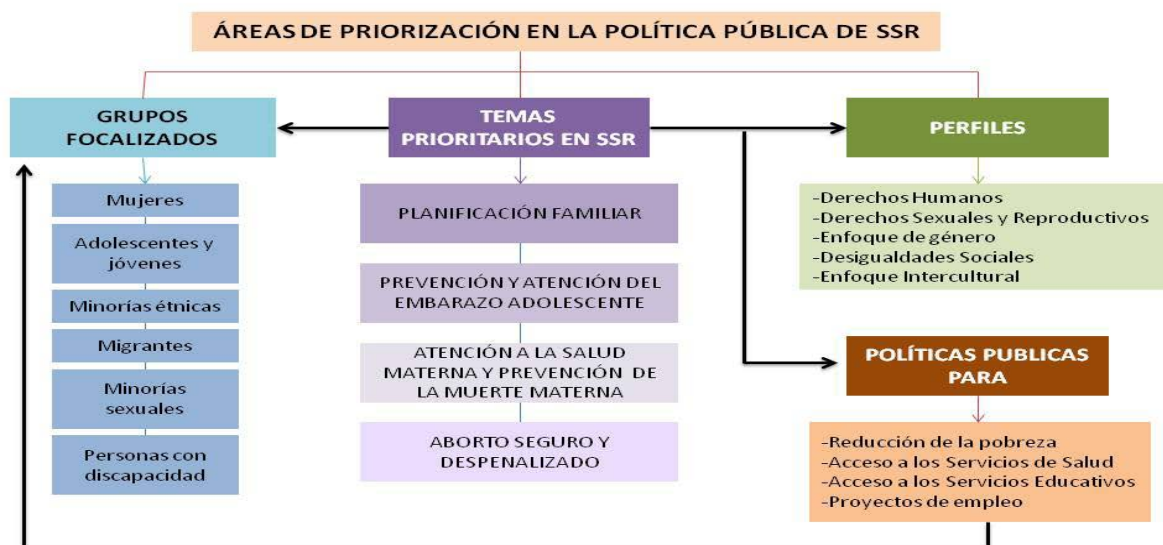 ÁREAS DE PRIORIZACIÓN EN LA POLÍTICA PÚBLICA DE SSR
GRUPOS
FOCALIZADOS
Mujeres
Adolescentes y
jóvenes
Minorías étnicas
Migrantes
Minorías
sexuales
Personas con
discapacidad
TEMAS
PRIORITARIOS EN SSR
PLANIFICACIÓN FAMILIAR
PREVENCIÓN Y ATENCIÓN DEL
EMBARAZO ADOLESCENTE
ATENCIÓN A LA SALUD
MATERNA Y PREVENCIÓN DE
LA MUERTE MATERNA
ABORTO SEGURO Y
DESPENALIZADO
PERFILES
-Derechos Humanos
-Derechos Sexuales y Reproductivos
-Enfoque de género
-Desigualdades Sociales
-Enfoque Intercultural
POLÍTICAS PUBLICAS
PARA
-Reducción de la pobreza
-Acceso a los Servicios de Salud
-Acceso a los Servicios Educativos
-Proyectos de empleo